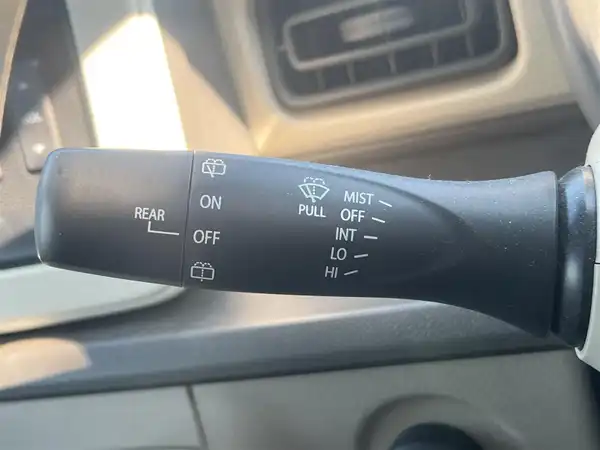 REAR
ON
OFF
PULL
MIST
OFF
INT
LO
HI